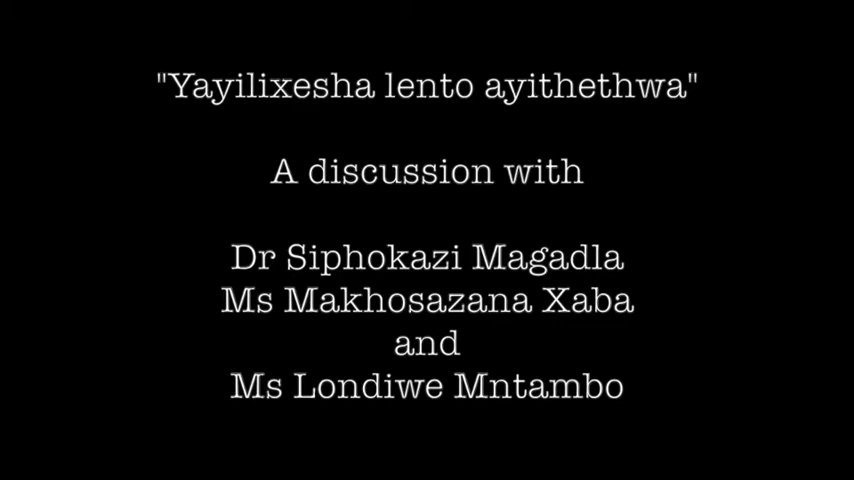 "Yayilixesha lento ayithethwa"
A discussion with
Dr Siphokazi Magadla
Ms Makhosazana Xaba
and
Ms Londiwe Mntambo